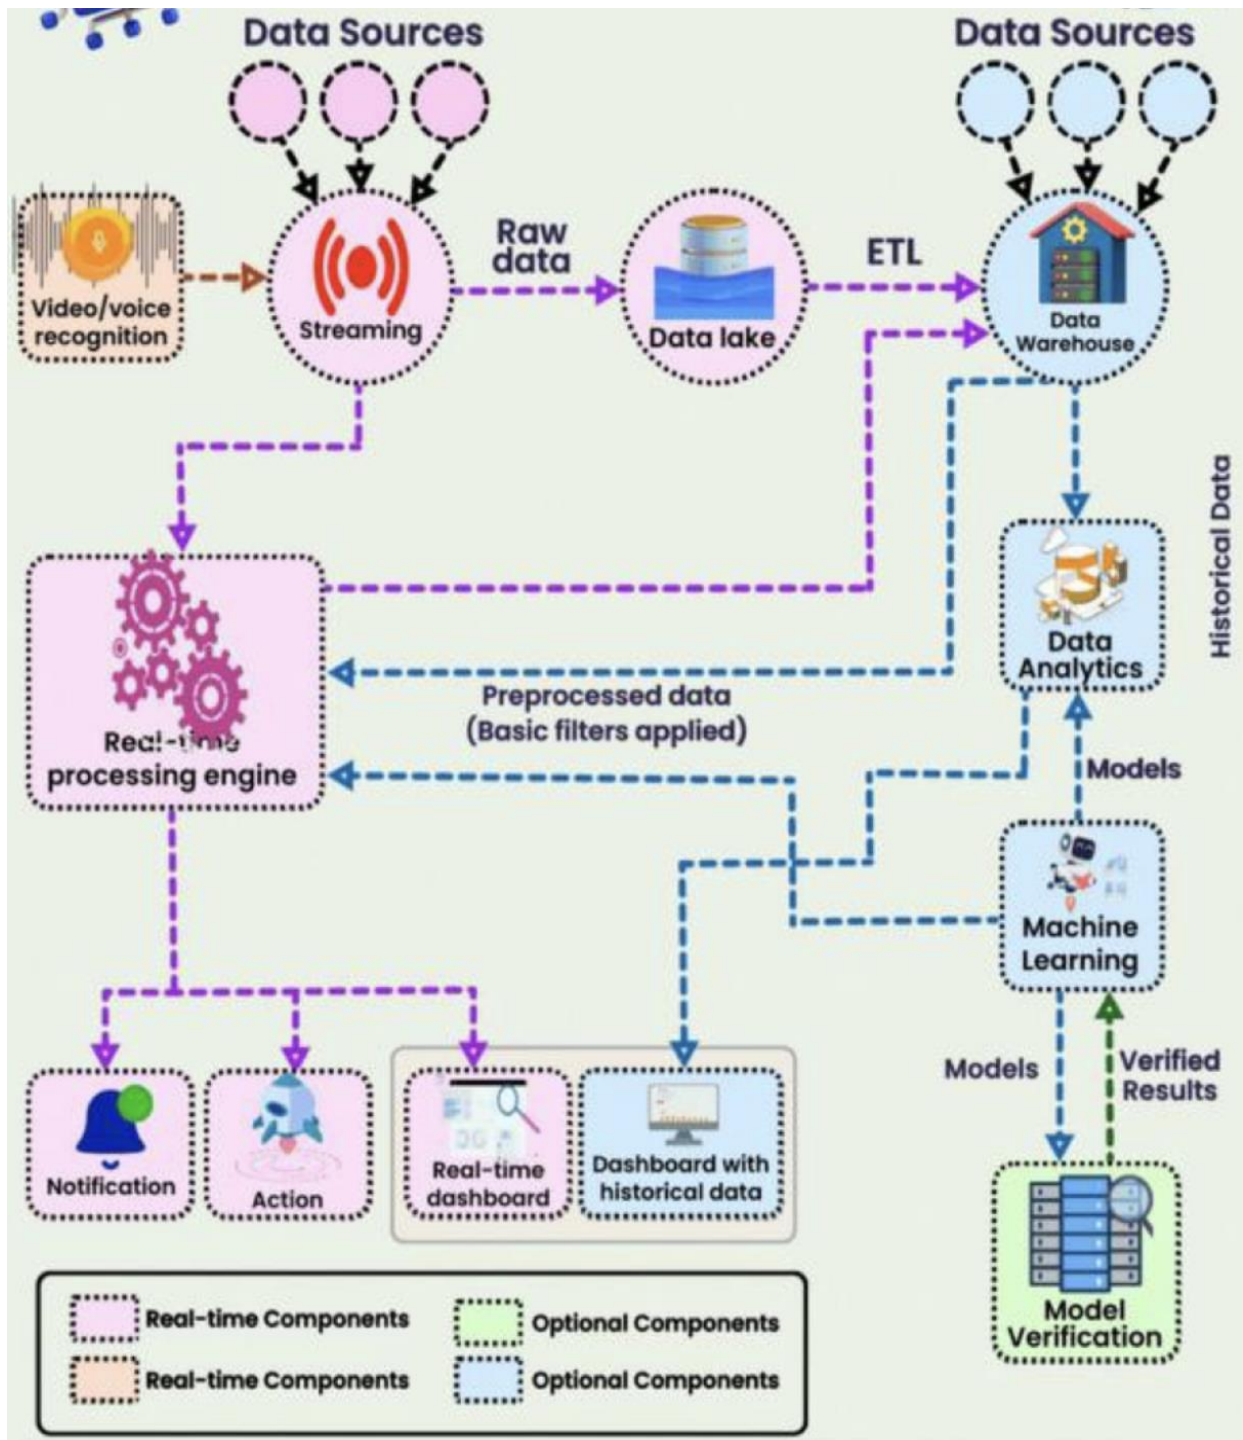 Data Sources
Data Sources
Video/voice
recognition
Streaming
Raw
data
Data lake
ETL
Data
Warehouse
Historical Data
Data
Analytics
Real-time
processing engine
Preprocessed data
(Basic filters applied)
Models
Machine
Learning
Models
Verified
Results
Notification
Action
Real-time
dashboard
Dashboard with
historical data
Model
Verification
Real-time Components
Optional Components
Real-time Components
Optional Components